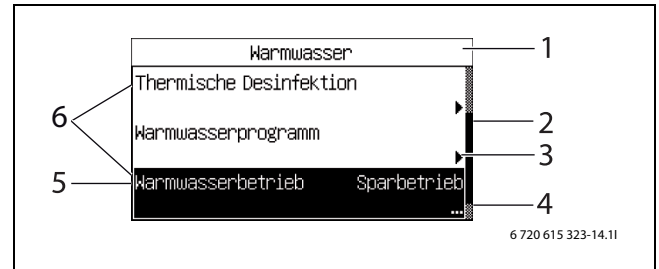 Warmwasser
1
Thermische Desinfektion
6
2
Warmwasserprogramm
3
5
Warmwasserbetrieb Sparbetrieb
...
4
6 720 615 323-14.1I